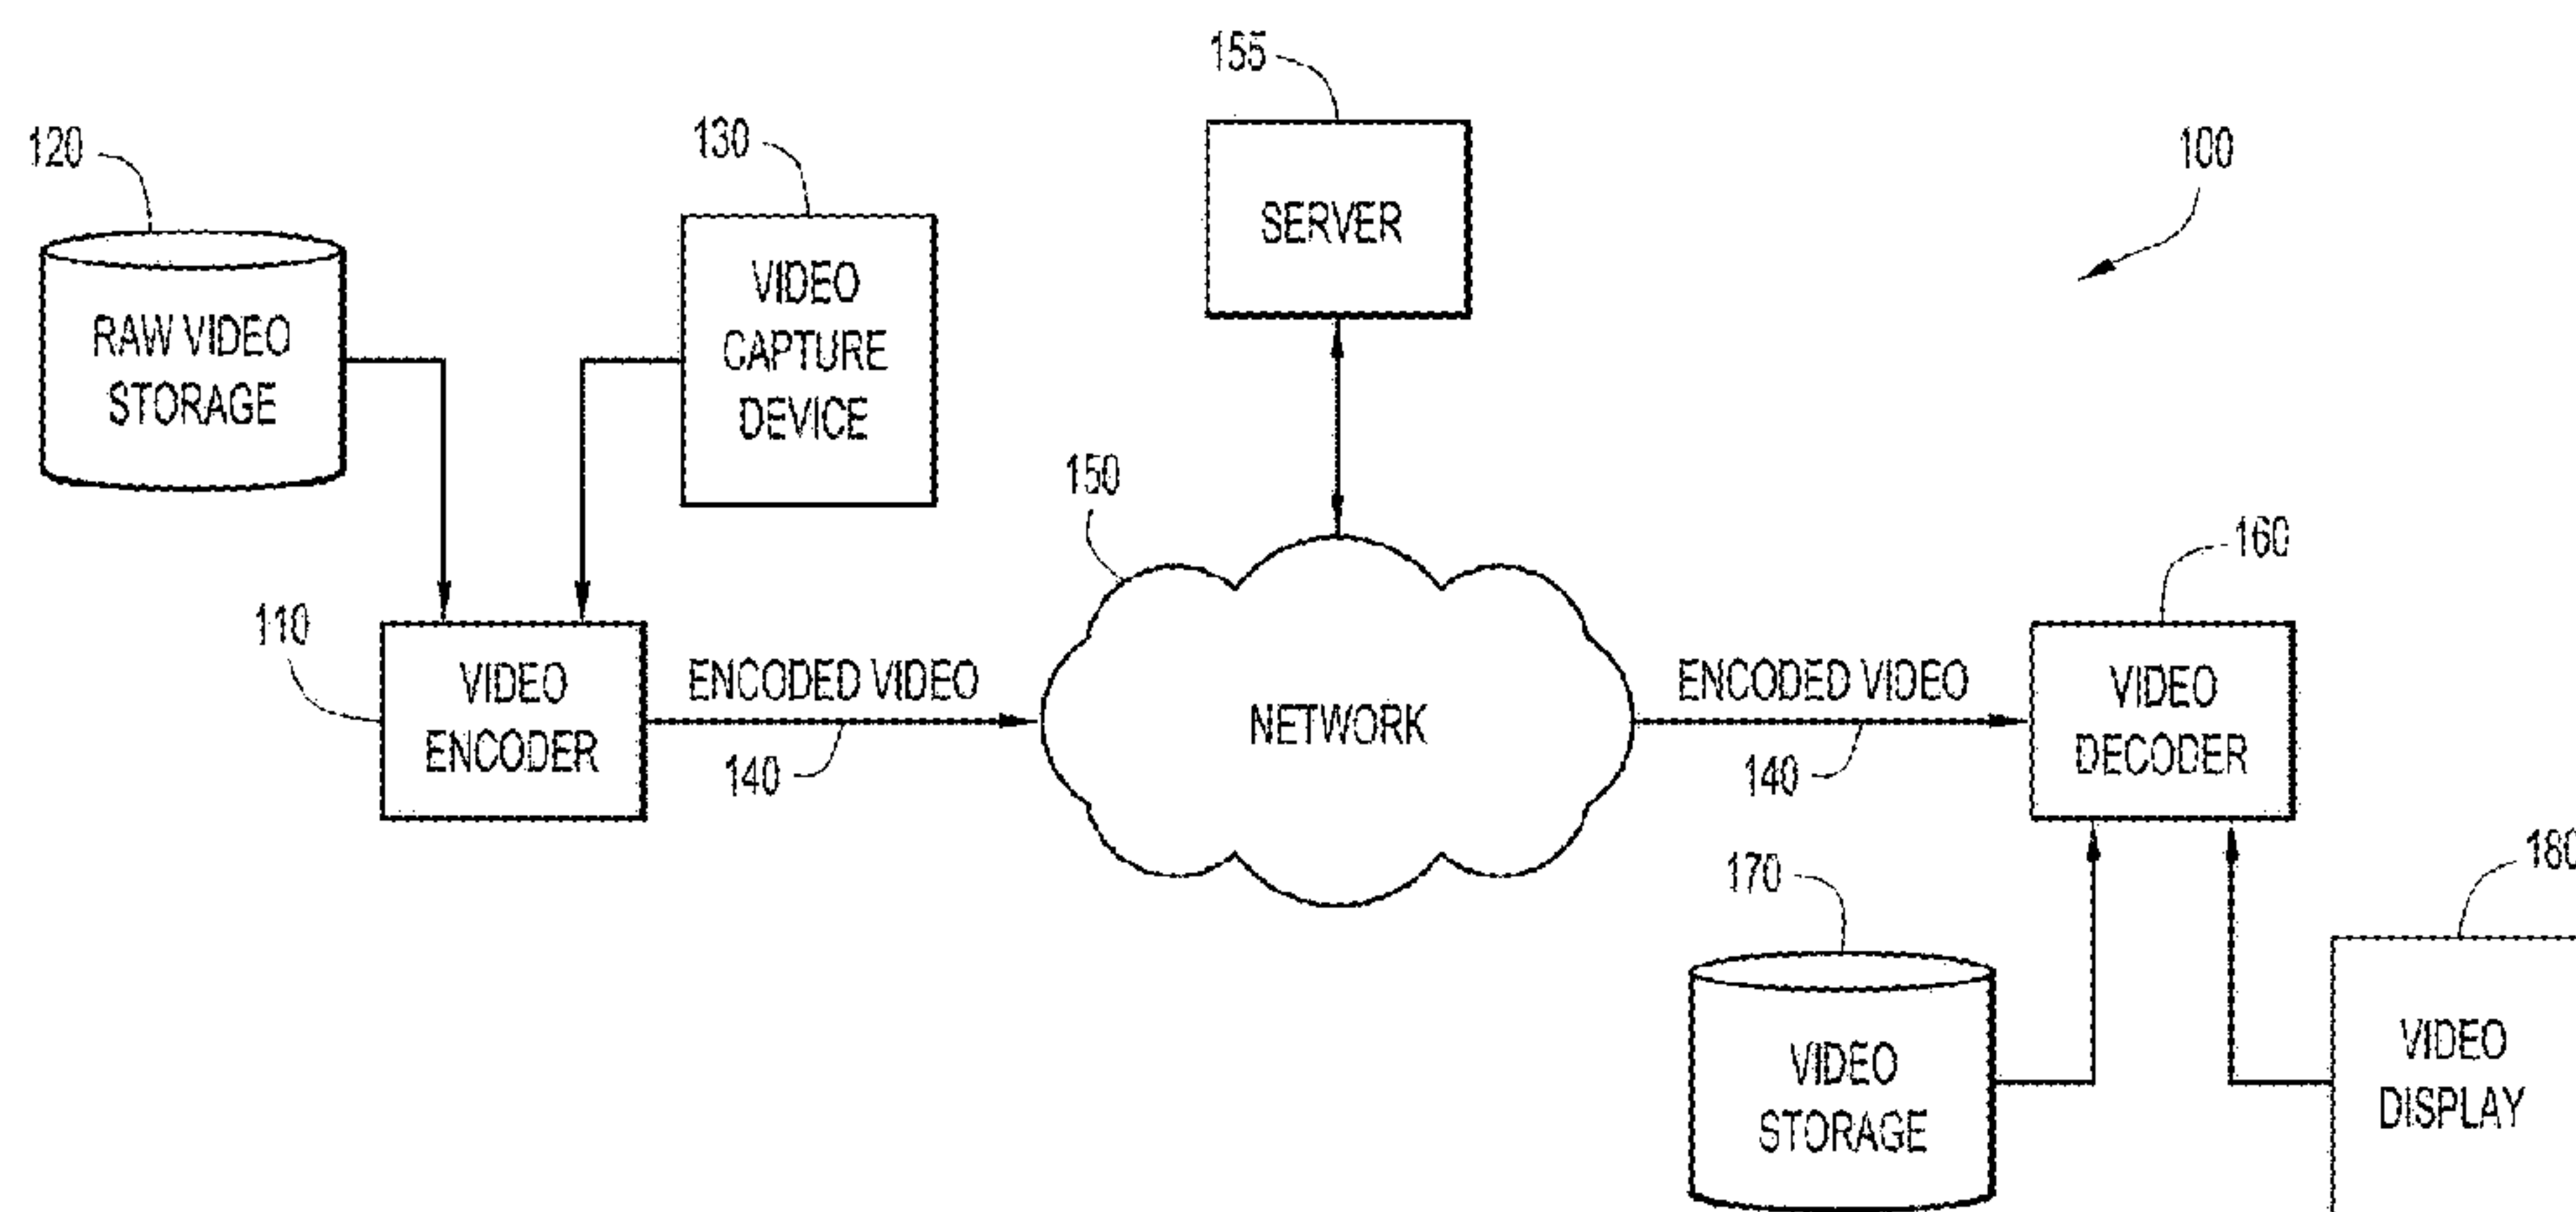 155
120
130
100
SERVER
RAW VIDEO
STORAGE
VIDEO
CAPTURE
DEVICE
150
160
110
VIDEO
ENCODER
ENCODED VIDEO
140
NETWORK
ENCODED VIDEO
140
VIDEO
DECODER
170
180
VIDEO
STORAGE
VIDEO
DISPLAY